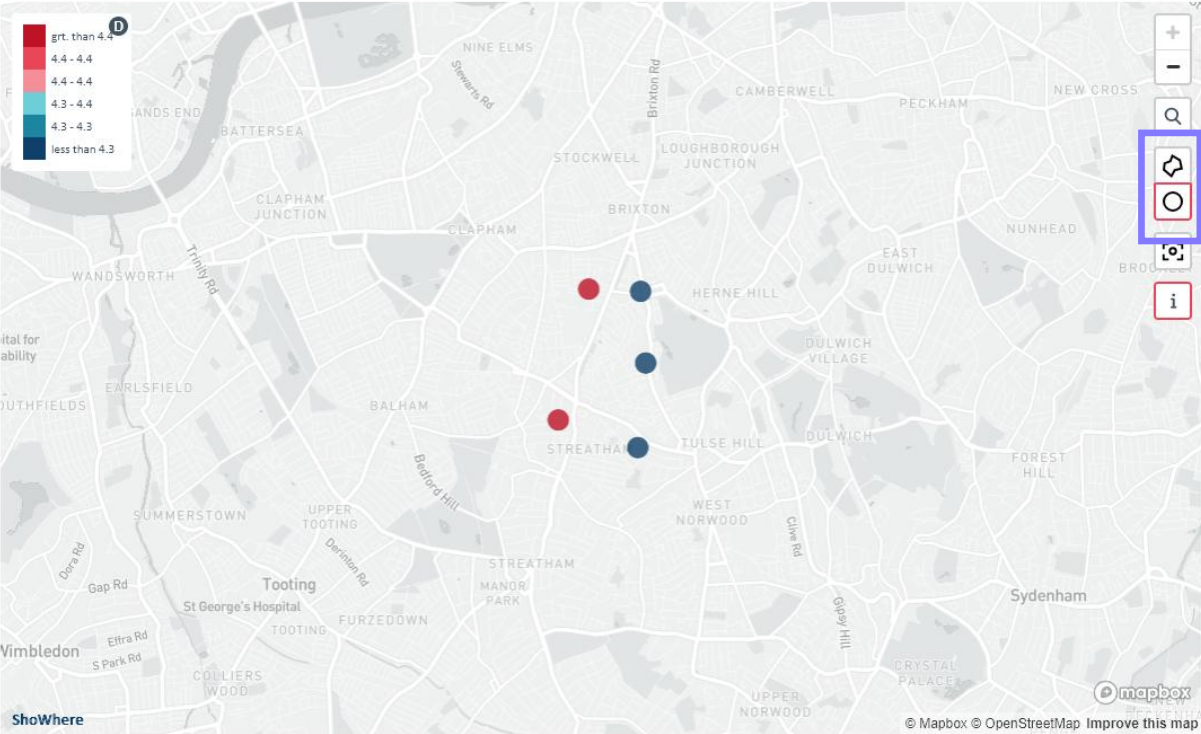 D
grt. than 4.4
4.4 - 4.4
4.4 - 4.4
4.3 - 4.4
4.3 - 4.3
less than 4.3
NINE ELMS
Stewarts Rd
Brixton Rd
CAMBERWELL
PECKHAM
NEW CROSS
ANDS END
BATTERSEA
STOCKWELL
LOUGHBOROUGH
JUNCTION
CLAPHAM
JUNCTION
BRIXTON
CLAPHAM
NUNHEAD
EAST
DULWICH
Trinity Rd
WANDSWORTH
BROC
HERNE HILL
i
ital for
ability
DULWICH
VILLAGE
EARLSFIELD
OUTHFIELDS
BALHAM
STREATHA
TULSE HILL
DULWICH
FOREST
HILL
Bedford Hill
SUMMERSTOWN
UPPER
TOOTING
WEST
NORWOOD
Clive Rd
Dora Rd
Derinton Rd
STREATHAM
Gap Rd
Tooting
MANOR
PARK
Sydenham
St George's Hospital
FURZEDOWN
Gipsy Hill
TOOTING
Effra Rd
Wimbledon
S Park Rd
COLLIERS
WOOD
CRYSTAL
PALACE
mapbox
UPPER
NORWOOD
NEW
ShoWhere
© Mapbox © OpenStreetMap Improve this map